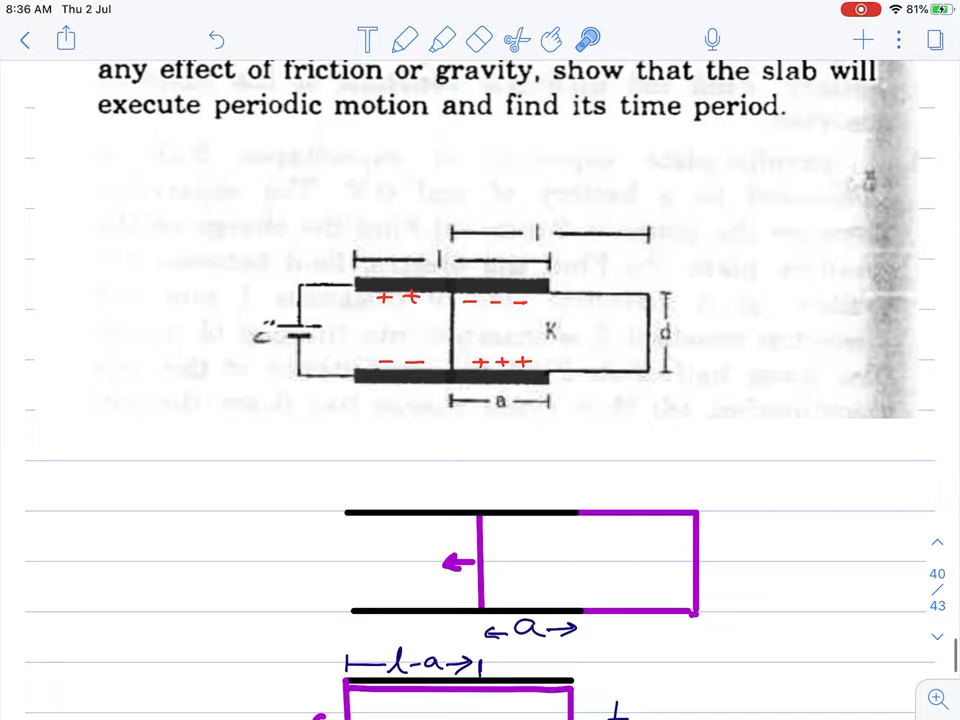 8:36 AM Thu 2 Jul
81%
T
any effect of friction or gravity, show that the slab will
execute periodic motion and find its time period.
l
l
+ + - - -
K
d
- - + + +
a
40
/
43
a
l-a